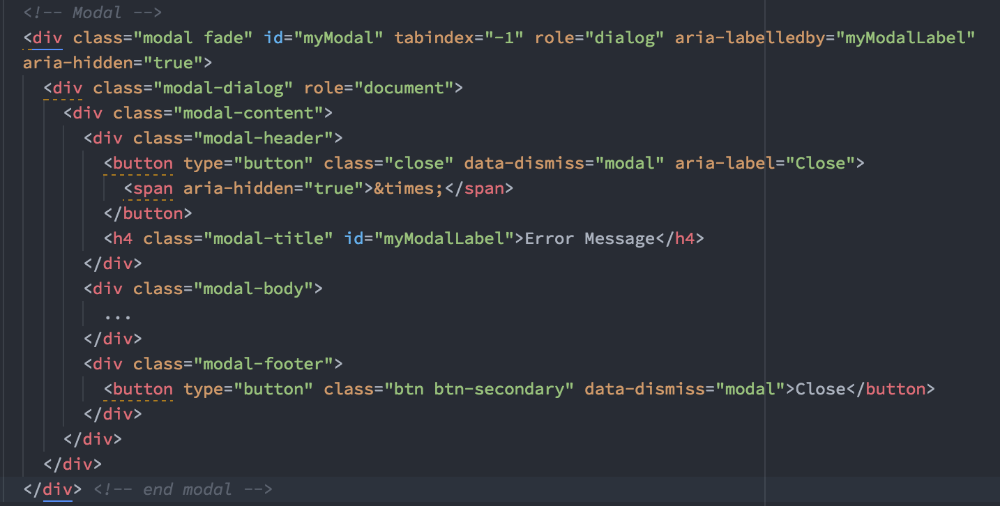 <!-- Modal -->
<div class="modal fade" id="myModal" tabindex="-1" role="dialog" aria-labelledby="myModalLabel"
aria-hidden="true">
<div class="modal-dialog" role="document">
<div class="modal-content">
<div class="modal-header">
<button type="button" class="close" data-dismiss="modal" aria-label="Close">
<span aria-hidden="true">&times;</span>
</button>
<h4 class="modal-title" id="myModalLabel">Error Message</h4>
</div>
<div class="modal-body">
...
</div>
<div class="modal-footer">
<button type="button" class="btn btn-secondary" data-dismiss="modal">Close</button>
</div>
</div>
</div>
</div> <!-- end modal -->